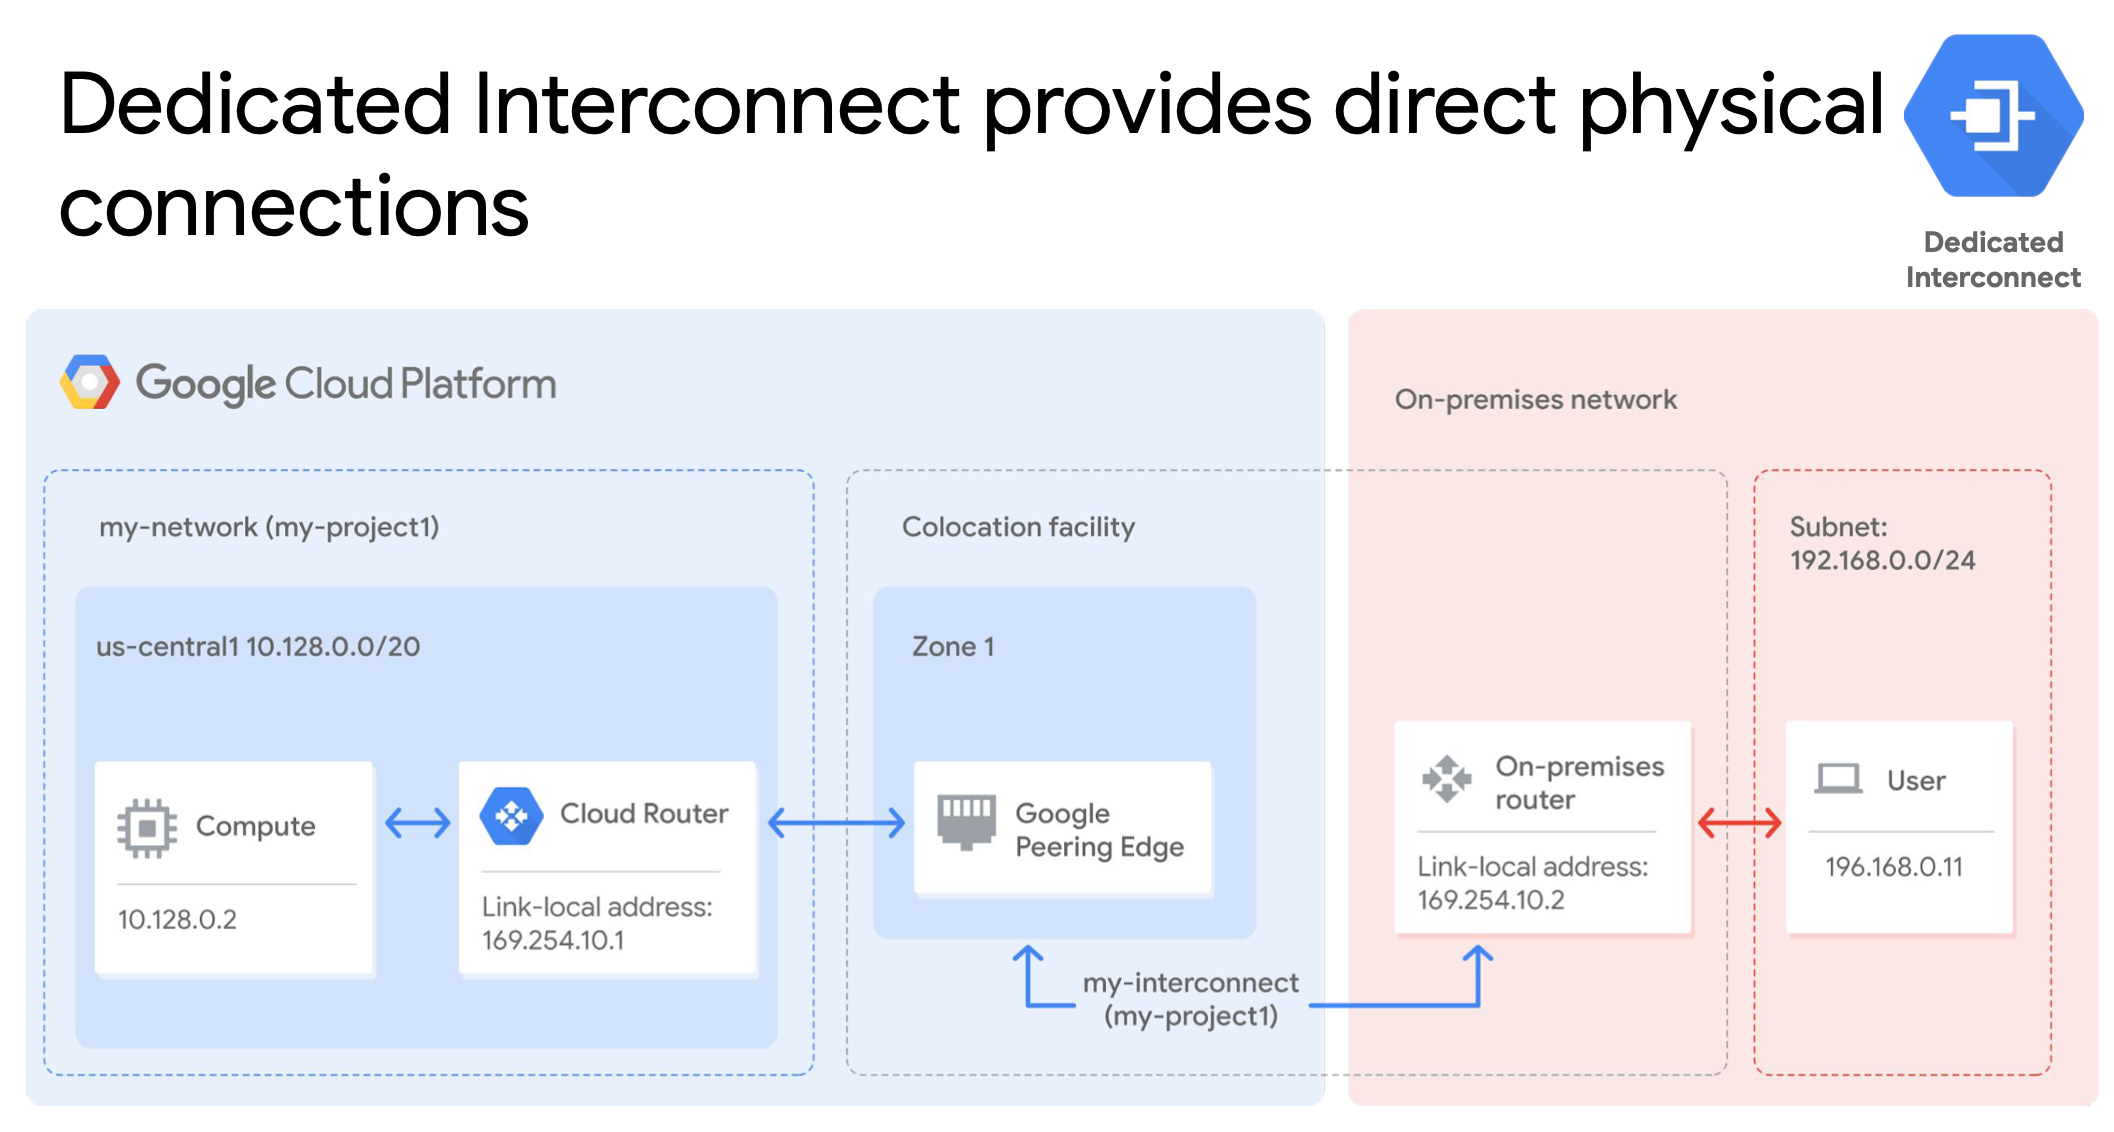 Dedicated Interconnect provides direct physical
connections
Dedicated
Interconnect
Google Cloud Platform
On-premises network
my-network (my-project1)
Colocation facility
Subnet:
192.168.0.0/24
us-central1 10.128.0.0/20
Zone 1
Compute
10.128.0.2
Cloud Router
Link-local address:
169.254.10.1
Google
Peering Edge
On-premises
router
Link-local address:
169.254.10.2
User
196.168.0.11
my-interconnect
(my-project1)